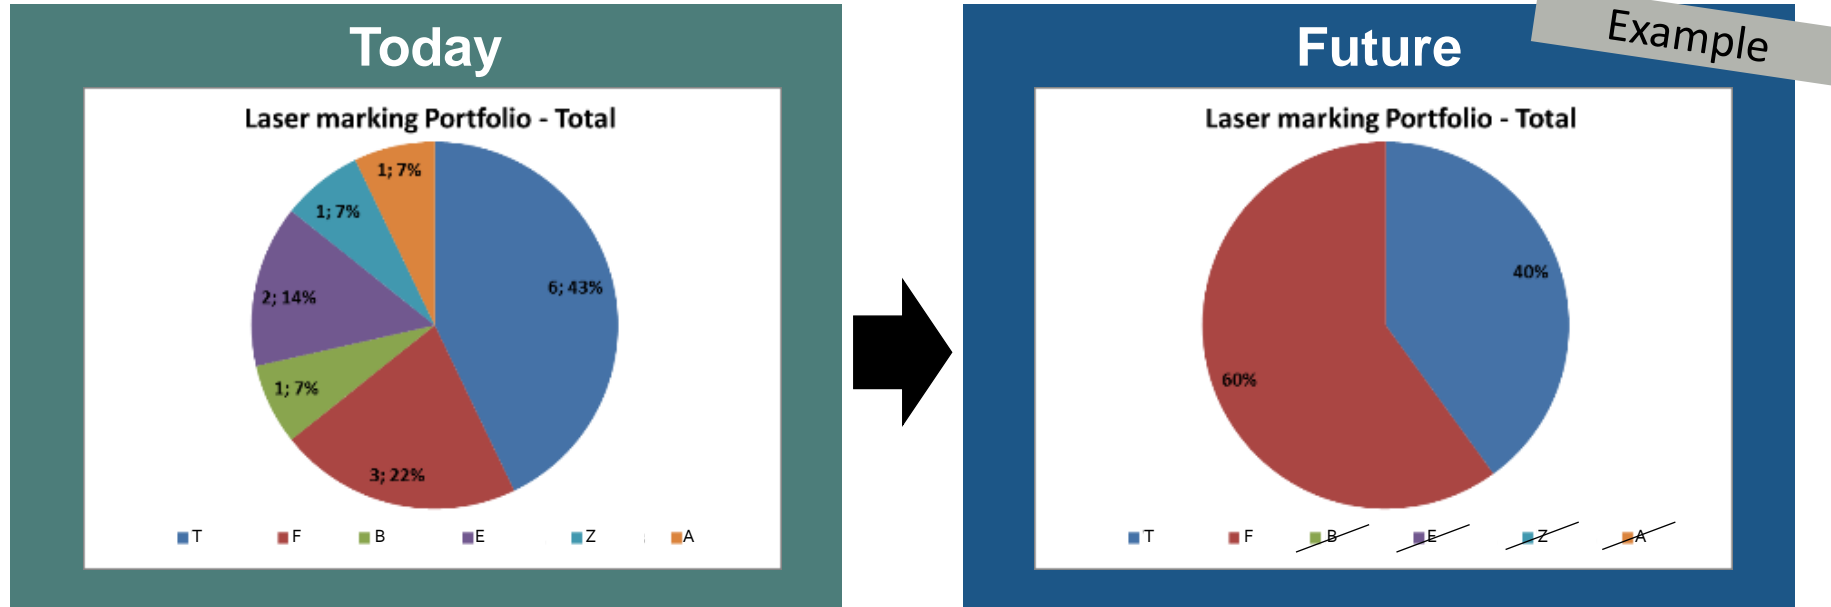 Today
Laser marking Portfolio - Total
1; 7%
1; 7%
2; 14%
6; 43%
1; 7%
3; 22%
T F B E Z A
Future
Example
Laser marking Portfolio - Total
40%
60%
T F B E Z A